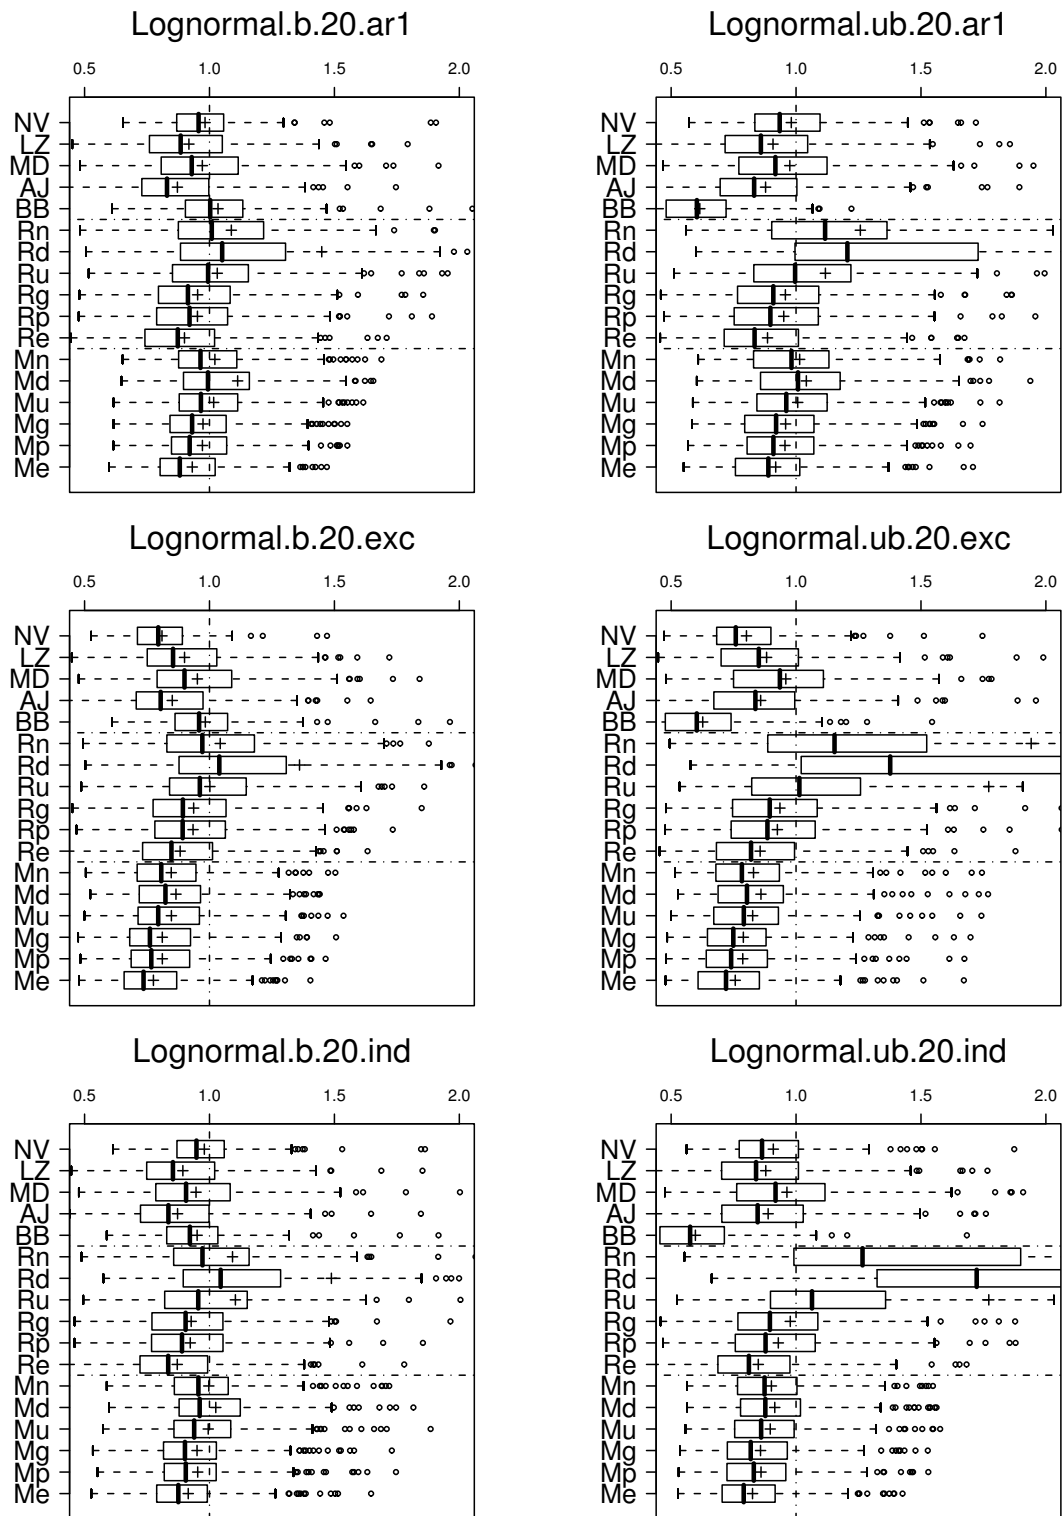 Lognormal.b.20.ar1
0.5 1.0 1.5 2.0
NV
LZ
MD
AJ
BB
Rn
Rd
Ru
Rg
Rp
Re
Mn
Md
Mu
Mg
Mp
Me
Lognormal.ub.20.ar1
0.5 1.0 1.5 2.0
NV
LZ
MD
AJ
BB
Rn
Rd
Ru
Rg
Rp
Re
Mn
Md
Mu
Mg
Mp
Me
Lognormal.b.20.exc
0.5 1.0 1.5 2.0
NV
LZ
MD
AJ
BB
Rn
Rd
Ru
Rg
Rp
Re
Mn
Md
Mu
Mg
Mp
Me
Lognormal.ub.20.exc
0.5 1.0 1.5 2.0
NV
LZ
MD
AJ
BB
Rn
Rd
Ru
Rg
Rp
Re
Mn
Md
Mu
Mg
Mp
Me
Lognormal.b.20.ind
0.5 1.0 1.5 2.0
NV
LZ
MD
AJ
BB
Rn
Rd
Ru
Rg
Rp
Re
Mn
Md
Mu
Mg
Mp
Me
Lognormal.ub.20.ind
0.5 1.0 1.5 2.0
NV
LZ
MD
AJ
BB
Rn
Rd
Ru
Rg
Rp
Re
Mn
Md
Mu
Mg
Mp
Me